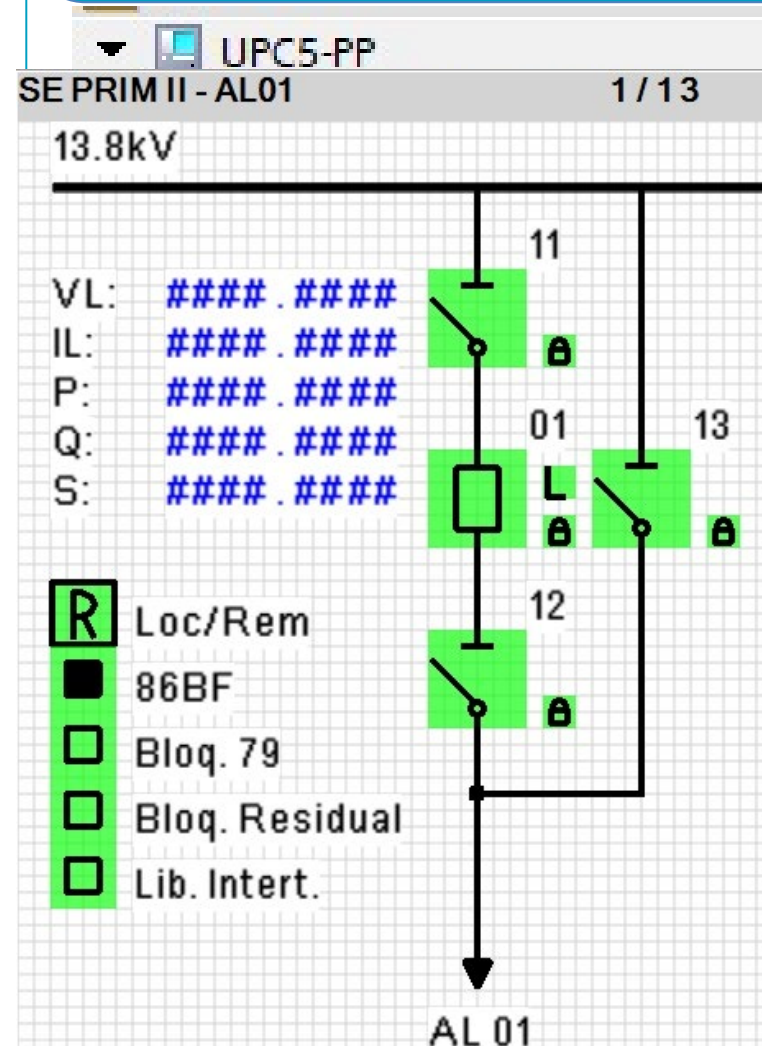 UPC5-PP
SE PRIM II - AL01 1/13
13.8kV
11
VL: ####.####
IL: ####.####
P: ####.####
Q: ####.####
S: ####.####
01
L
13
12
R Loc/Rem
86BF
Bloq. 79
Bloq. Residual
Lib. Intert.
AL 01